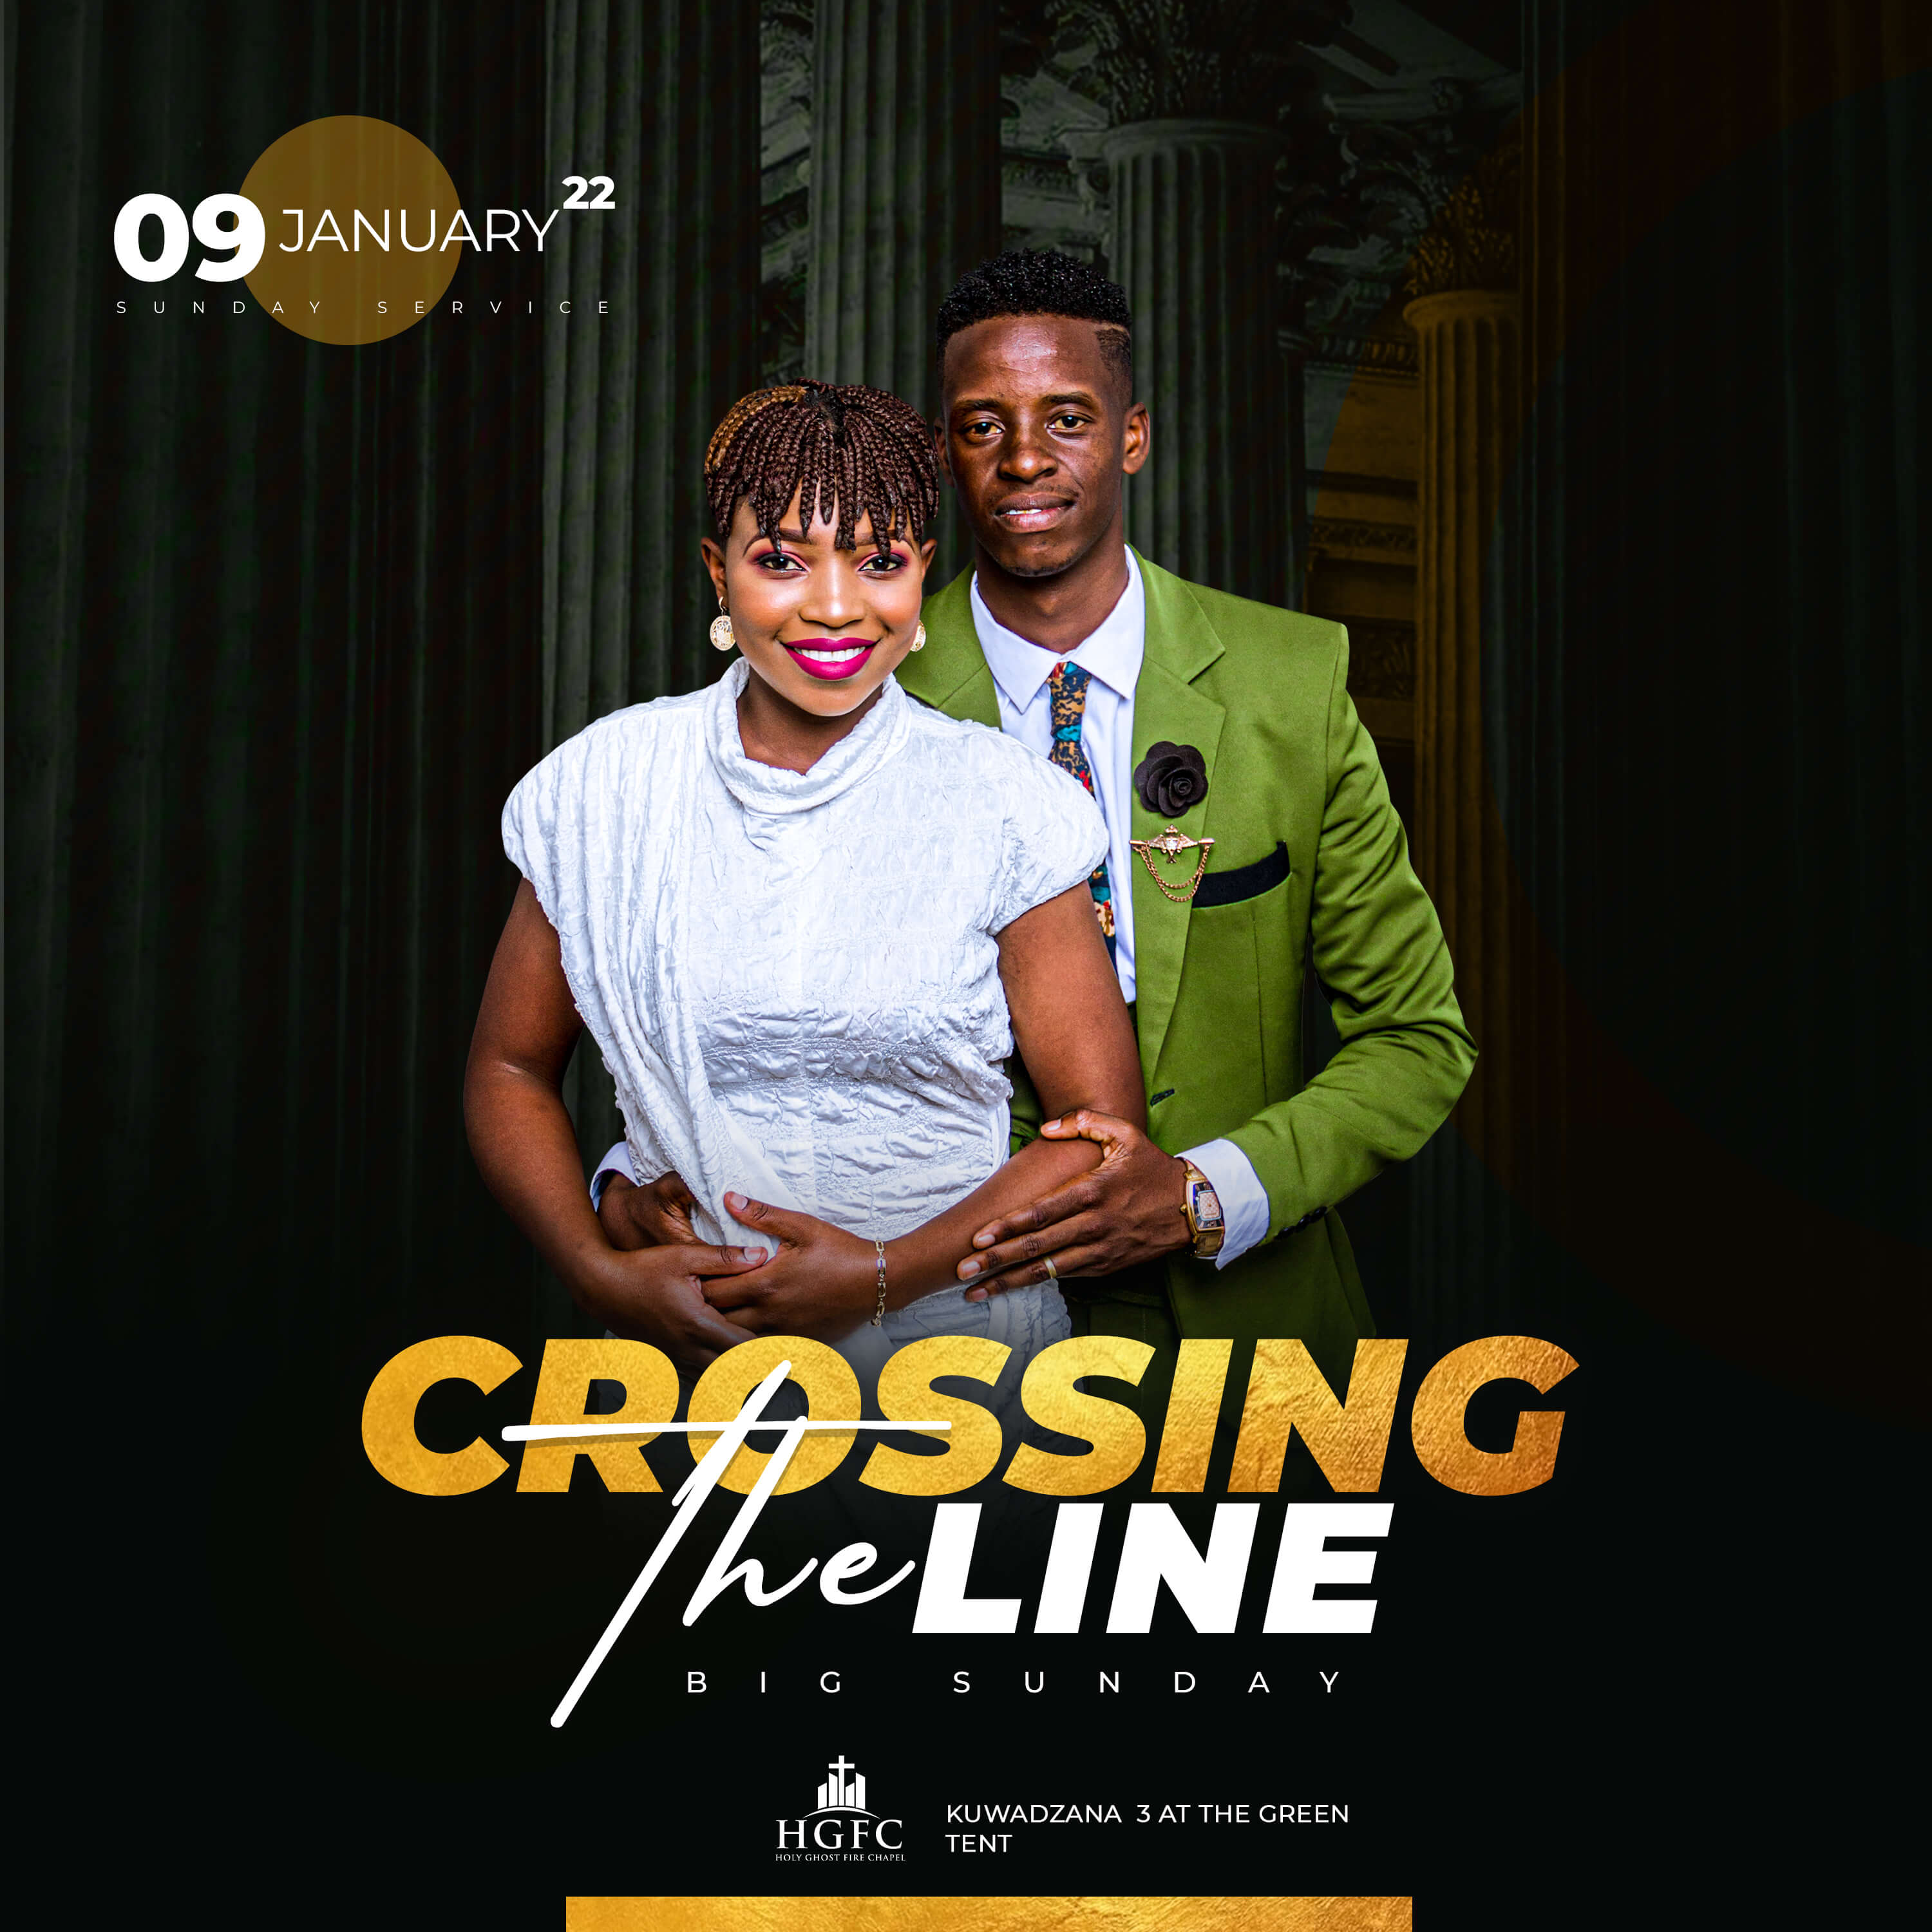 09 JANUARY 22
SUNDAY SERVICE
CROSSING
The LINE
BIG SUNDAY
HGFC
HOLY GHOST FIRE CHAPEL
KUWADZANA 3 AT THE GREEN
TENT